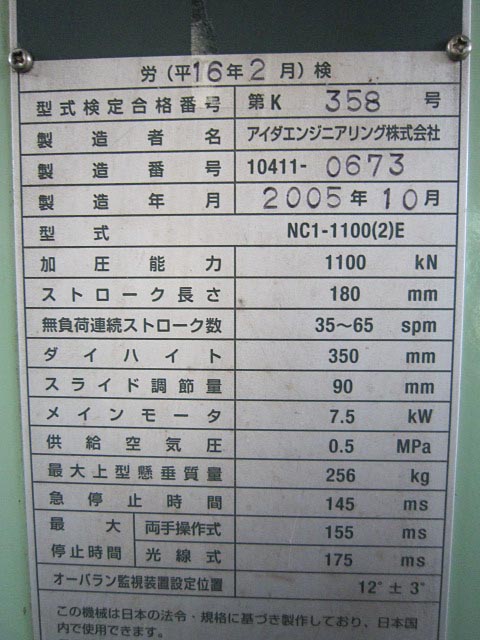 労(平16年2月)検
型式検定合格番号 第K 358 号
製造者名 アイダエンジニアリング株式会社
製造番号 10411-0673
製造年月 2005年10月
型式 NC1-1100(2)E
加圧能力 1100 kN
ストローク長さ 180 mm
無負荷連続ストローク数 35〜65 spm
ダイハイト 350 mm
スライド調節量 90 mm
メインモータ 7.5 kW
供給空気圧 0.5 MPa
最大上型懸垂質量 256 kg
急停止時間 145 ms
最大停止時間 両手操作式 155 ms
光線式 175 ms
オーバラン監視装置設定位置 12°±3°
この機械は日本の法令・規格に基づき製作しており、日本国
内で使用できます。